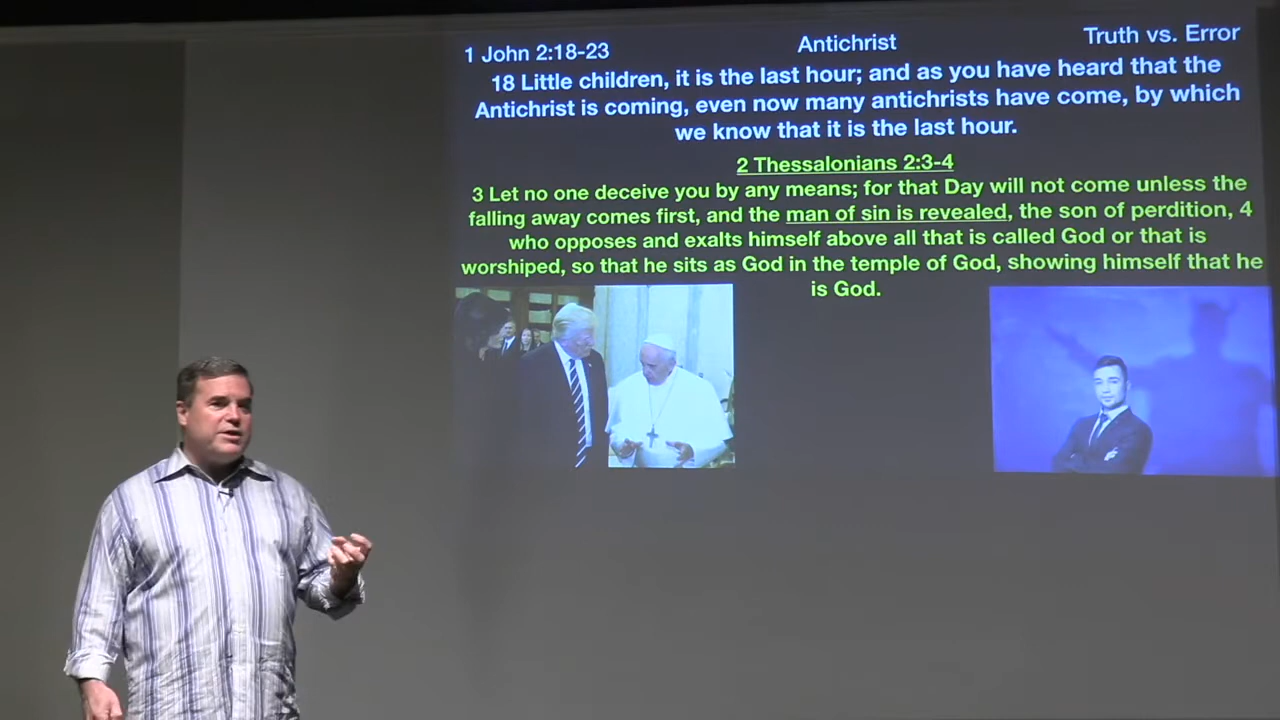 1 John 2:18-23 Antichrist Truth vs. Error
18 Little children, it is the last hour; and as you have heard that the
Antichrist is coming, even now many antichrists have come, by which
we know that it is the last hour.
2 Thessalonians 2:3-4
3 Let no one deceive you by any means; for that Day will not come unless the
falling away comes first, and the man of sin is revealed, the son of perdition, 4
who opposes and exalts himself above all that is called God or that is
worshiped, so that he sits as God in the temple of God, showing himself that he
is God.